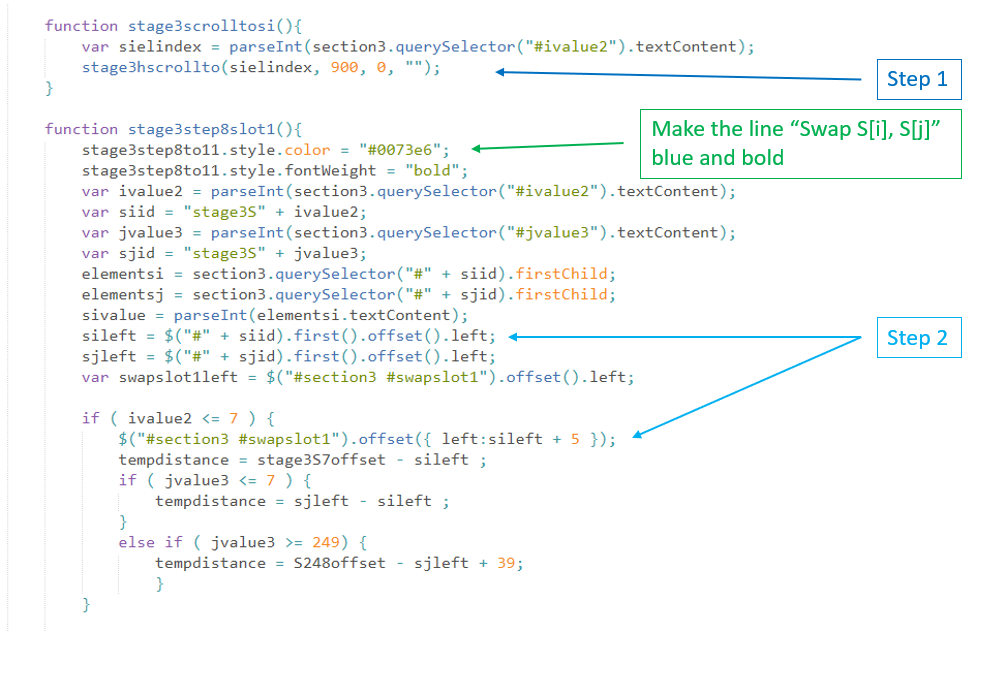 function stage3scrolltosi(){
    var sielindex = parseInt(section3.querySelector("#ivalue2").textContent);
    stage3hscrollto(sielindex, 900, 0, "");
}
Step 1
function stage3step8slot1(){
    stage3step8to11.style.color = "#0073e6";
    stage3step8to11.style.fontWeight = "bold";
Make the line “Swap S[i], S[j]”
blue and bold
    var ivalue2 = parseInt(section3.querySelector("#ivalue2").textContent);
    var siid = "stage3S" + ivalue2;
    var jvalue3 = parseInt(section3.querySelector("#jvalue3").textContent);
    var sjid = "stage3S" + jvalue3;
    elementsi = section3.querySelector("#" + siid).firstChild;
    elementsj = section3.querySelector("#" + sjid).firstChild;
    sivalue = parseInt(elementsi.textContent);
    sileft = $("#" + siid).first().offset().left;
    sjleft = $("#" + sjid).first().offset().left;
Step 2
    var swapslot1left = $("#section3 #swapslot1").offset().left;
    if ( ivalue2 <= 7 ) {
        $("#section3 #swapslot1").offset({ left:sileft + 5 });
        tempdistance = stage3S7offset - sileft ;
        if ( jvalue3 <= 7 ) {
            tempdistance = sjleft - sileft ;
        }
        else if ( jvalue3 >= 249) {
            tempdistance = S248offset - sjleft + 39;
            }
    }